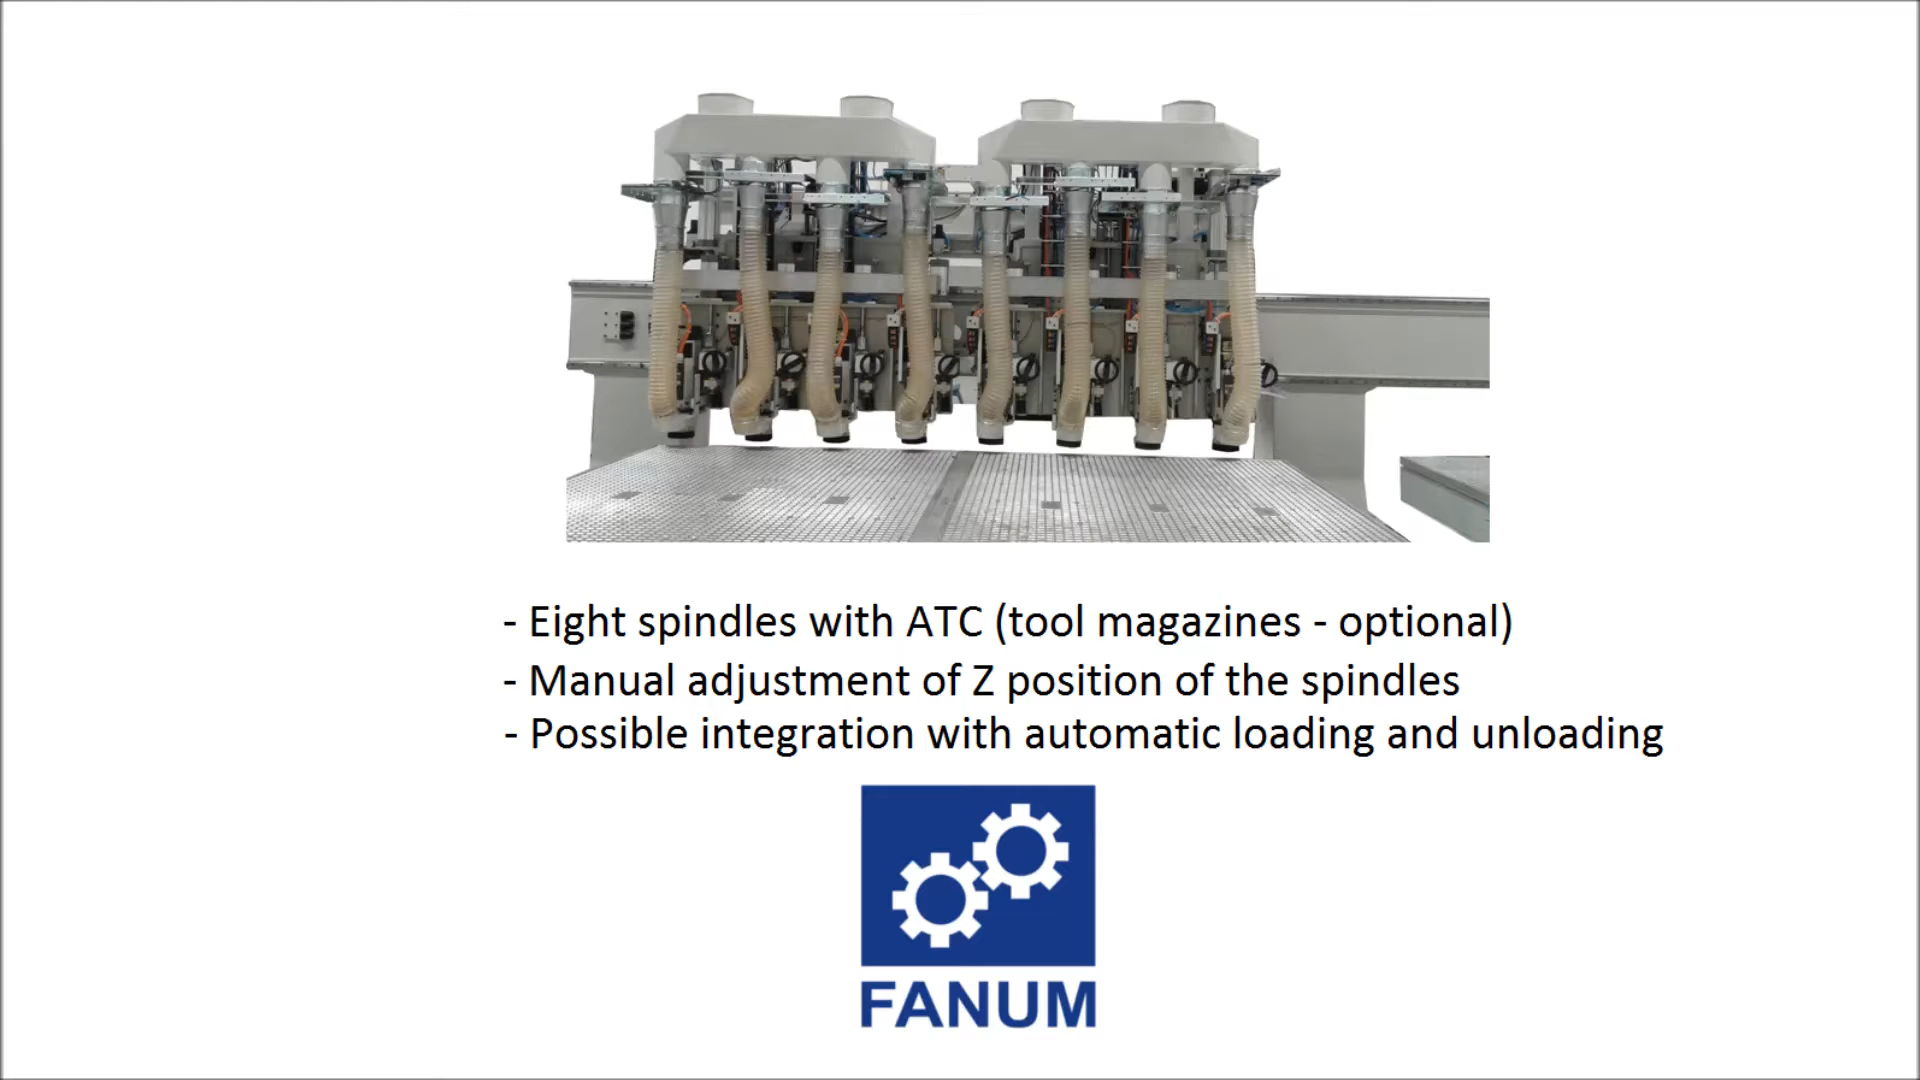 - Eight spindles with ATC (tool magazines - optional)
- Manual adjustment of Z position of the spindles
- Possible integration with automatic loading and unloading
FANUM